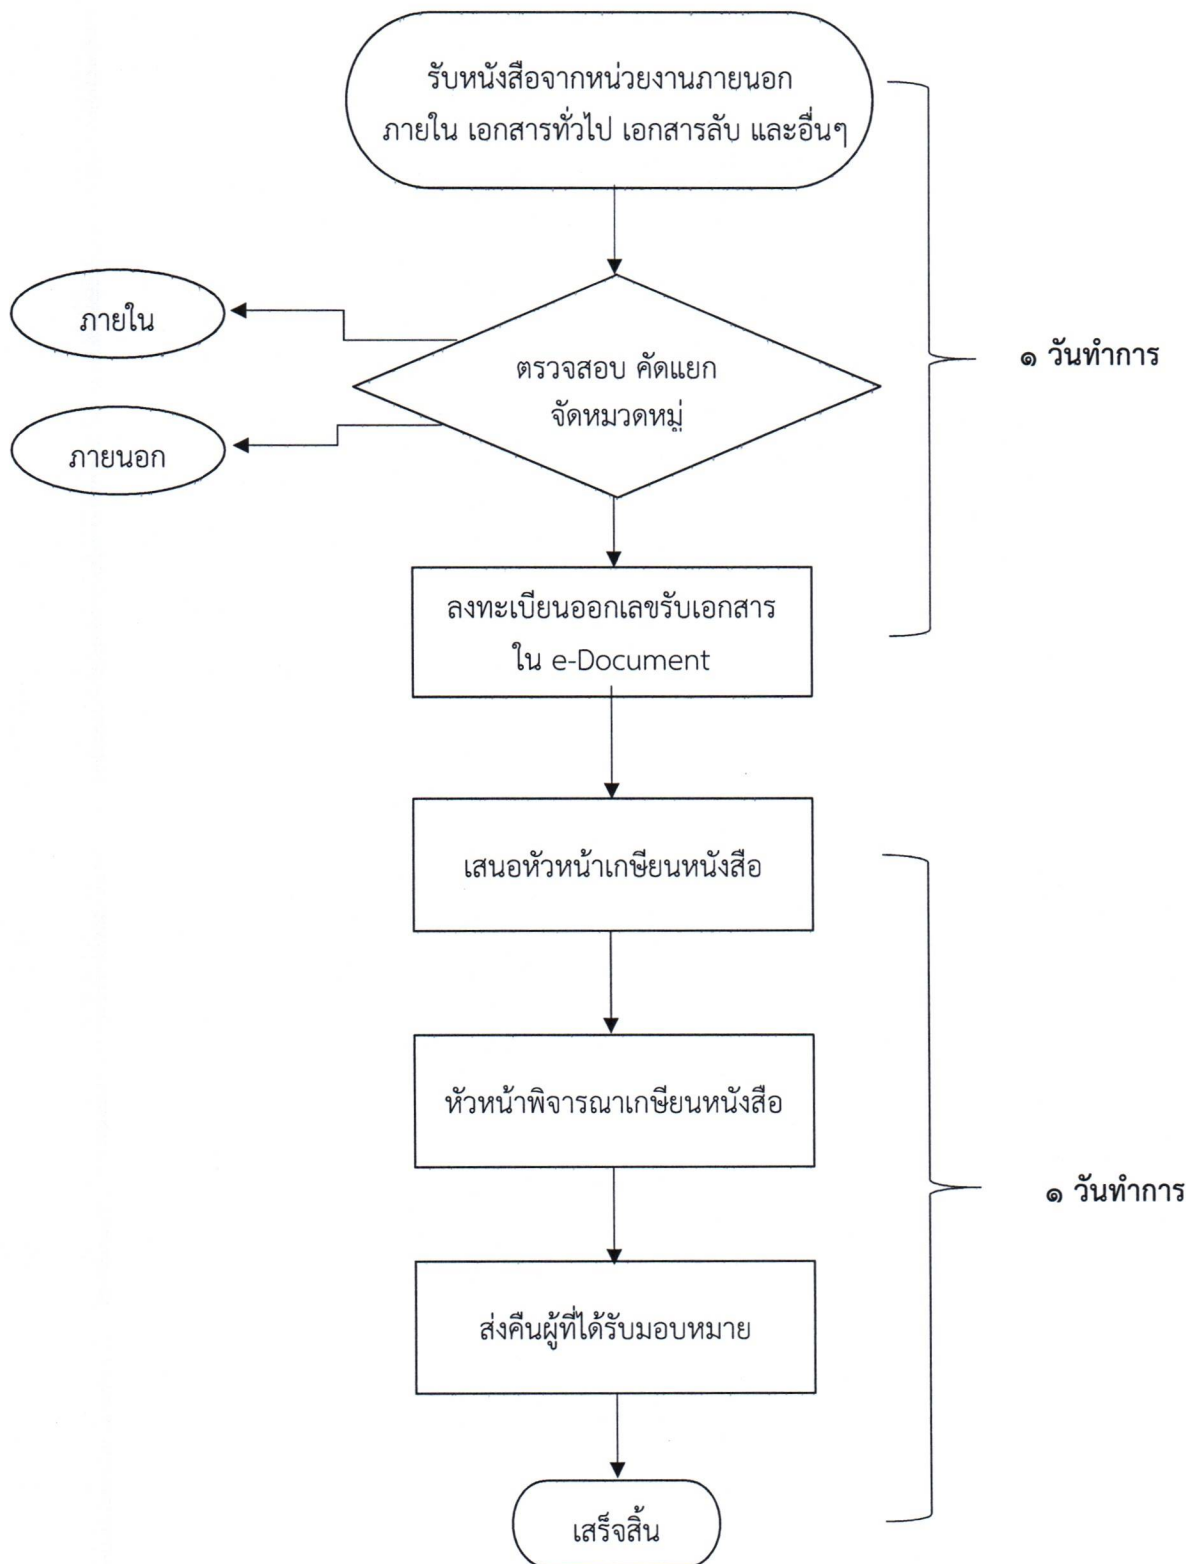 รับหนังสือจากหน่วยงานภายนอก
ภายใน เอกสารทั่วไป เอกสารลับ และอื่นๆ
ภายใน
ตรวจสอบ คัดแยก
จัดหมวดหมู่
๑ วันทำการ
ภายนอก
ลงทะเบียนออกเลขรับเอกสาร
ใน e-Document
เสนอหัวหน้าเกษียนหนังสือ
หัวหน้าพิจารณาเกษียนหนังสือ
๑ วันทำการ
ส่งคืนผู้ที่ได้รับมอบหมาย
เสร็จสิ้น